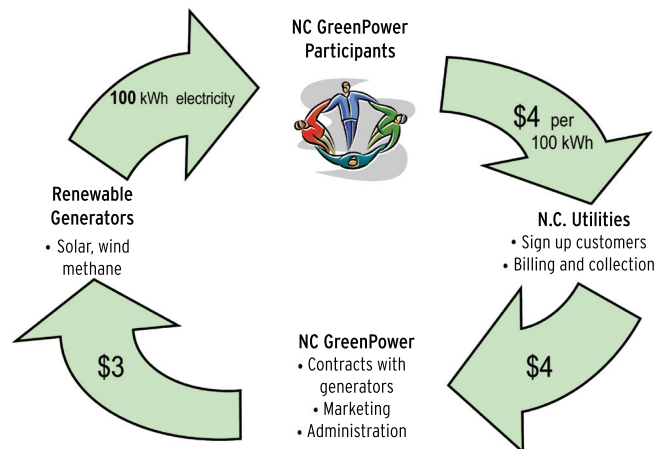 NC GreenPower
Participants
100 kWh electricity
$4 per
100 kWh
Renewable
Generators
• Solar, wind
methane
N.C. Utilities
• Sign up customers
• Billing and collection
$3
NC GreenPower
• Contracts with
generators
• Marketing
• Administration
$4